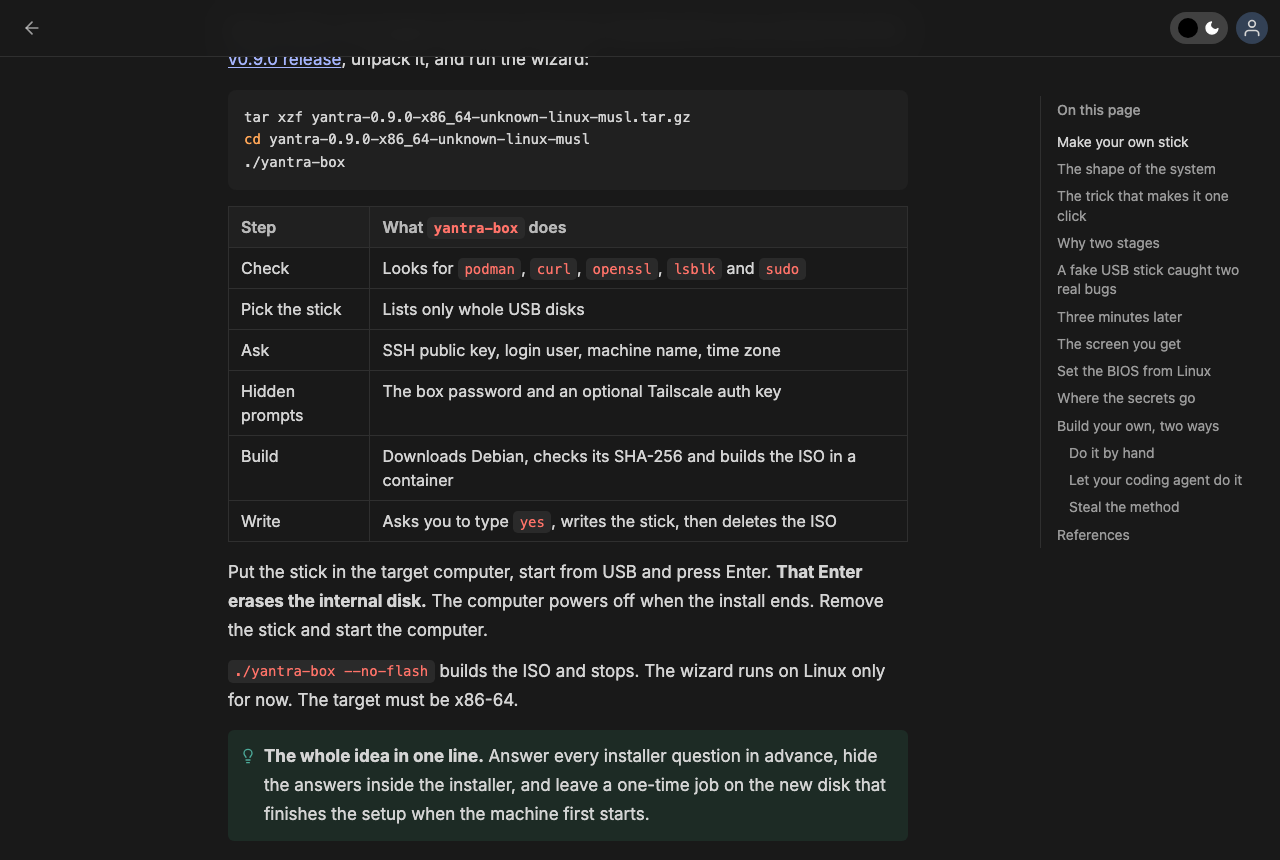 v0.9.0 release, unpack it, and run the wizard:
tar xzf yantra-0.9.0-x86_64-unknown-linux-musl.tar.gz
cd yantra-0.9.0-x86_64-unknown-linux-musl
./yantra-box
Step What yantra-box does
Check Looks for podman, curl, openssl, lsblk and sudo
Pick the stick Lists only whole USB disks
Ask SSH public key, login user, machine name, time zone
Hidden prompts The box password and an optional Tailscale auth key
Build Downloads Debian, checks its SHA-256 and builds the ISO in a
container
Write Asks you to type yes, writes the stick, then deletes the ISO
Put the stick in the target computer, start from USB and press Enter. That Enter
erases the internal disk. The computer powers off when the install ends. Remove
the stick and start the computer.
./yantra-box --no-flash builds the ISO and stops. The wizard runs on Linux only
for now. The target must be x86-64.
The whole idea in one line. Answer every installer question in advance, hide
the answers inside the installer, and leave a one-time job on the new disk that
finishes the setup when the machine first starts.
On this page
Make your own stick
The shape of the system
The trick that makes it one
click
Why two stages
A fake USB stick caught two
real bugs
Three minutes later
The screen you get
Set the BIOS from Linux
Where the secrets go
Build your own, two ways
Do it by hand
Let your coding agent do it
Steal the method
References